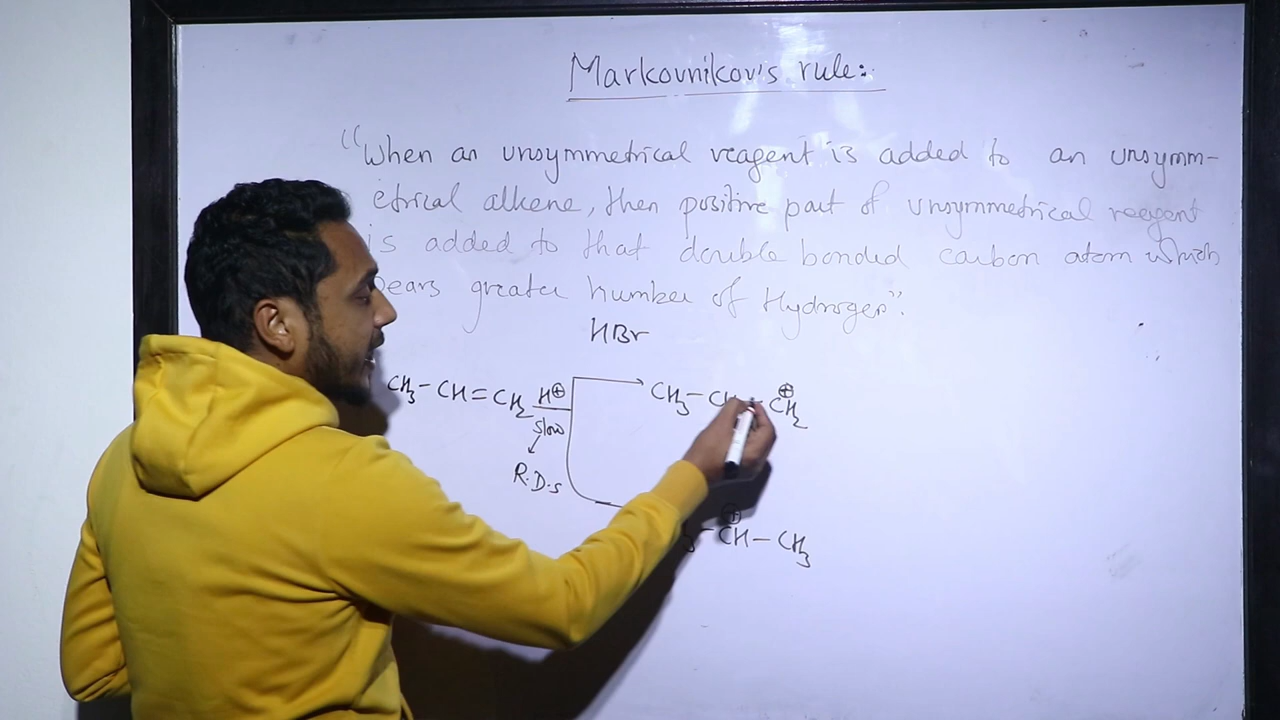 Markovnikov's rule:
"When an unsymmetrical reagent is added to an unsymm-
etrical alkene, then positive part of unsymmetrical reagent
is added to that double bonded carbon atom which
bears greater number of Hydrogen".
HBr
CH3-CH=CH2 H⊕ CH3- CH ⊕CH2
Slow
R.D.S
3-⊕CH-CH3